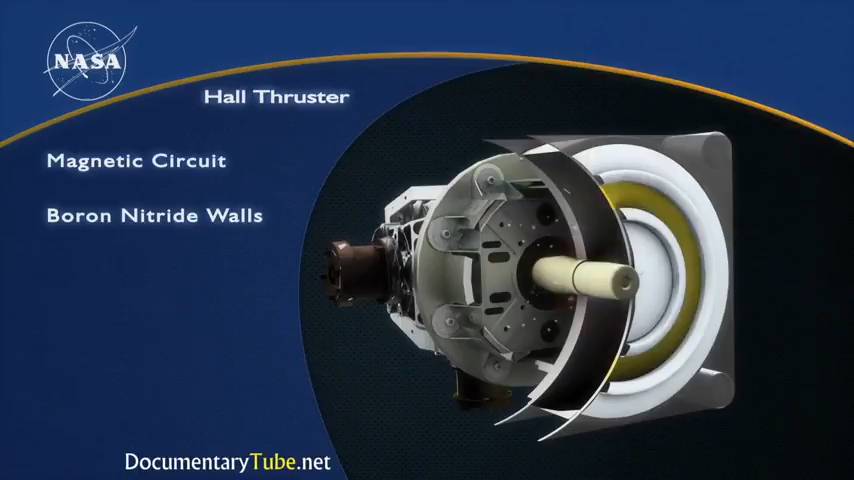 NASA
Hall Thruster
Magnetic Circuit
Boron Nitride Walls
DocumentaryTube.net